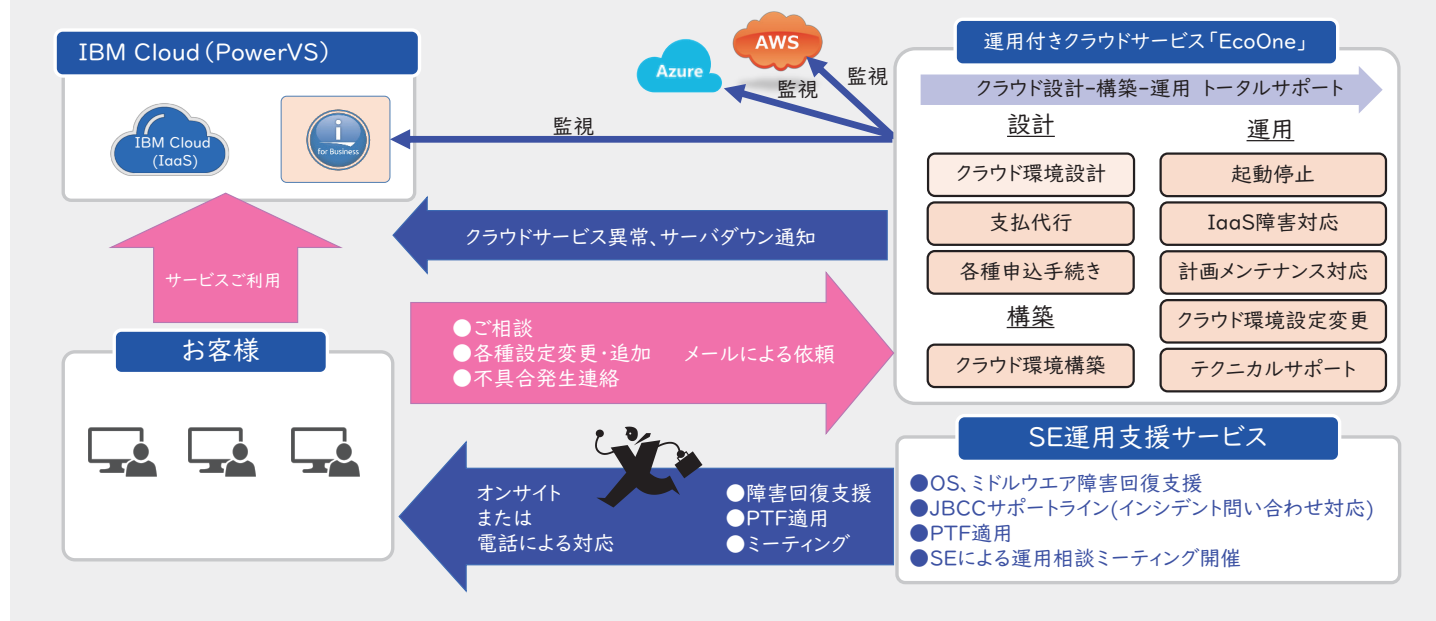 IBM Cloud(PowerVS)
IBM Cloud
(IaaS)
i
for Business
Azure
AWS
監視
監視
監視
運用付きクラウドサービス「EcoOne」
クラウド設計-構築-運用 トータルサポート
設計
クラウド環境設計
支払代行
各種申込手続き
構築
クラウド環境構築
運用
起動停止
IaaS障害対応
計画メンテナンス対応
クラウド環境設定変更
テクニカルサポート
クラウドサービス異常、サーバダウン通知
サービスご利用
お客様
●ご相談
●各種設定変更・追加
●不具合発生連絡
メールによる依頼
オンサイト
または
電話による対応
●障害回復支援
●PTF適用
●ミーティング
SE運用支援サービス
●OS、ミドルウエア障害回復支援
●JBCCサポートライン(インシデント問い合わせ対応)
●PTF適用
●SEによる運用相談ミーティング開催